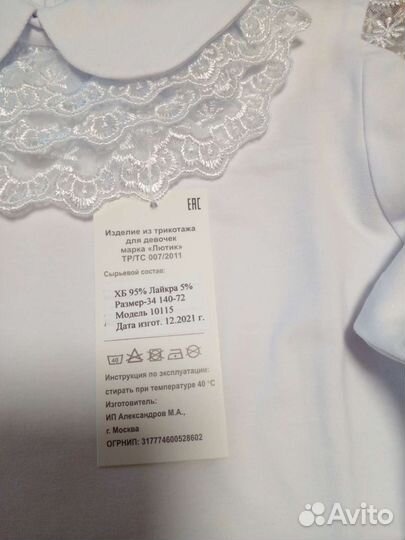 EAC
Изделие из трикотажа
для девочек
марка «Лютик»
ТР/ТС 007/2011
Сырьевой состав:
ХБ 95% Лайкра 5%
Размер-34 140-72
Модель 10115
Дата изгот. 12.2021 г.
40
Инструкция по эксплуатации:
стирать при температуре 40 °С
Изготовитель:
ИП Александров М.А.,
г. Москва
ОГРНИП: 317774600528602
Avito